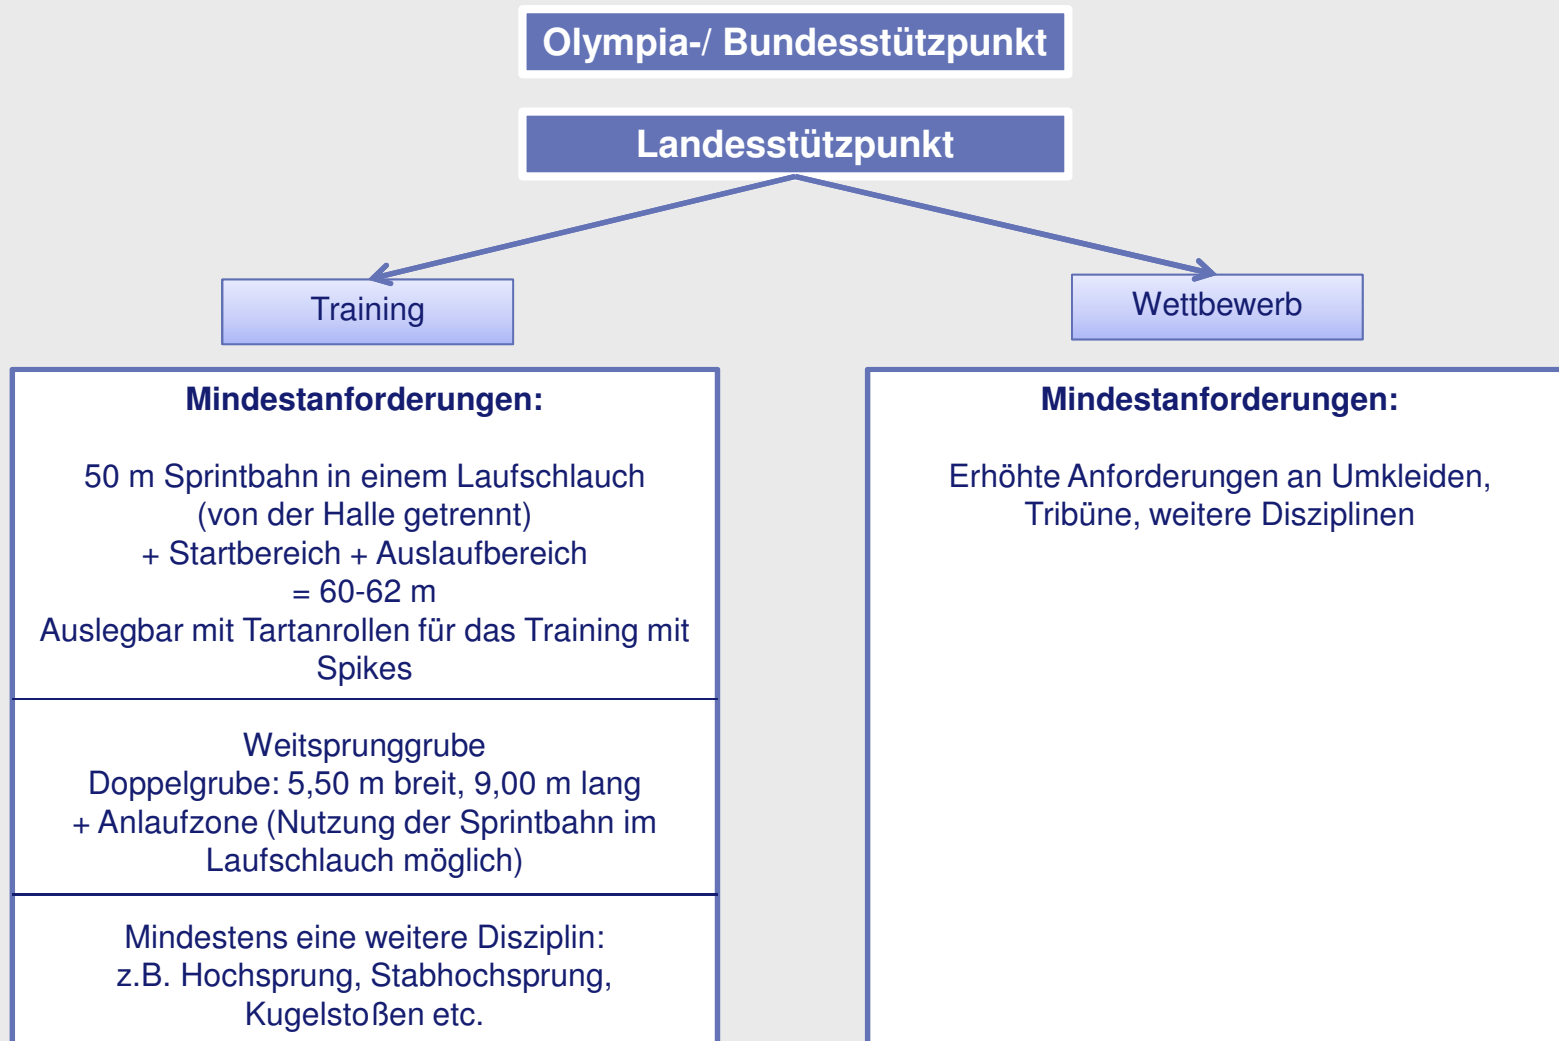 Olympia-/ Bundesstützpunkt
Landesstützpunkt
Training
Wettbewerb
Mindestanforderungen:
50 m Sprintbahn in einem Laufschlauch
(von der Halle getrennt)
+ Startbereich + Auslaufbereich
= 60-62 m
Auslegbar mit Tartanrollen für das Training mit
Spikes
Weitsprunggrube
Doppelgrube: 5,50 m breit, 9,00 m lang
+ Anlaufzone (Nutzung der Sprintbahn im
Laufschlauch möglich)
Mindestens eine weitere Disziplin:
z.B. Hochsprung, Stabhochsprung,
Kugelstoßen etc.
Mindestanforderungen:
Erhöhte Anforderungen an Umkleiden,
Tribüne, weitere Disziplinen